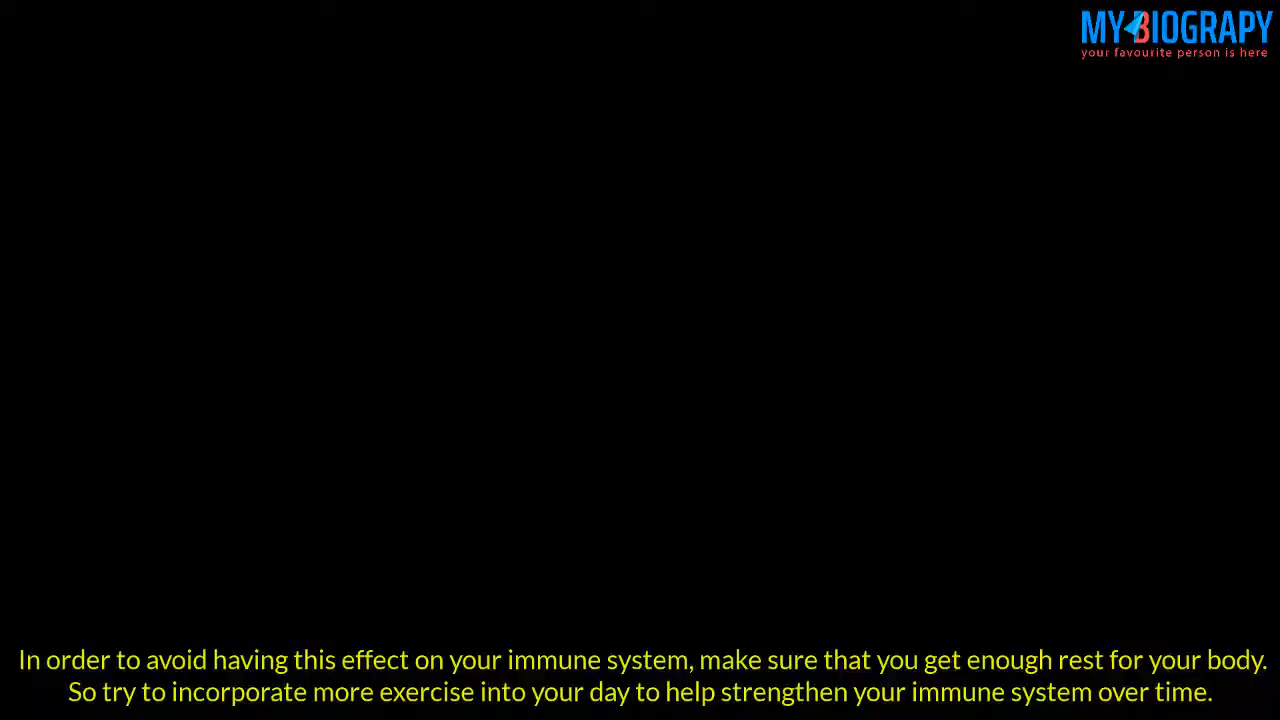 MY BIOGRAPY
your favourite person is here
In order to avoid having this effect on your immune system, make sure that you get enough rest for your body.
So try to incorporate more exercise into your day to help strengthen your immune system over time.